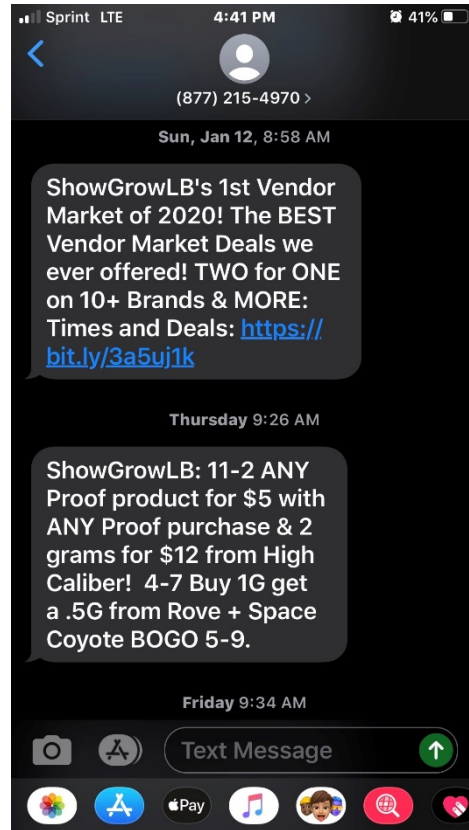 Sprint LTE 4:41 PM 41%
(877) 215-4970 >
Sun, Jan 12, 8:58 AM
ShowGrowLB's 1st Vendor
Market of 2020! The BEST
Vendor Market Deals we
ever offered! TWO for ONE
on 10+ Brands & MORE:
Times and Deals: https://
bit.ly/3a5uj1k
Thursday 9:26 AM
ShowGrowLB: 11-2 ANY
Proof product for $5 with
ANY Proof purchase & 2
grams for $12 from High
Caliber!  4-7 Buy 1G get
a .5G from Rove + Space
Coyote BOGO 5-9.
Friday 9:34 AM
Text Message
Pay